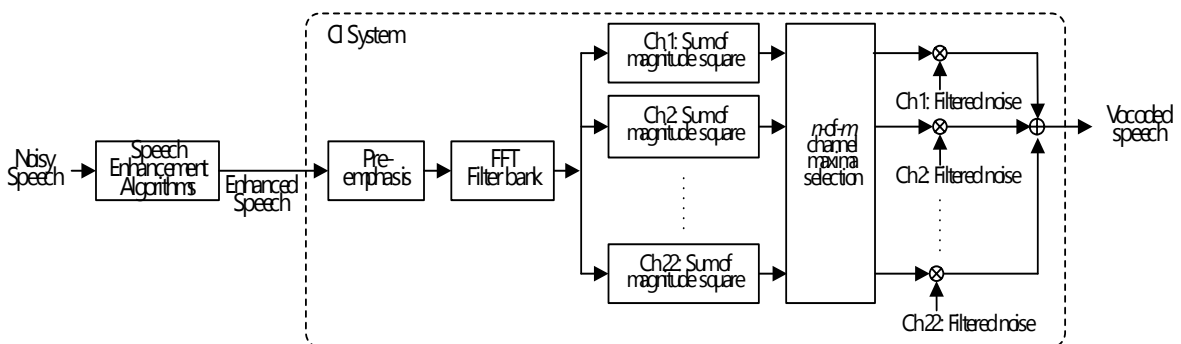 CI System
Noisy
Speech
Speech
Enhancement
Algorithms
Enhanced
Speech
Pre-
emphasis
FFT
Filter bank
Ch1: Sum of
magnitude square
Ch2: Sum of
magnitude square
Ch22: Sum of
magnitude square
n-of-m
channel
maxima
selection
Ch1: Filtered noise
Ch2: Filtered noise
Ch22: Filtered noise
Vocoded
speech